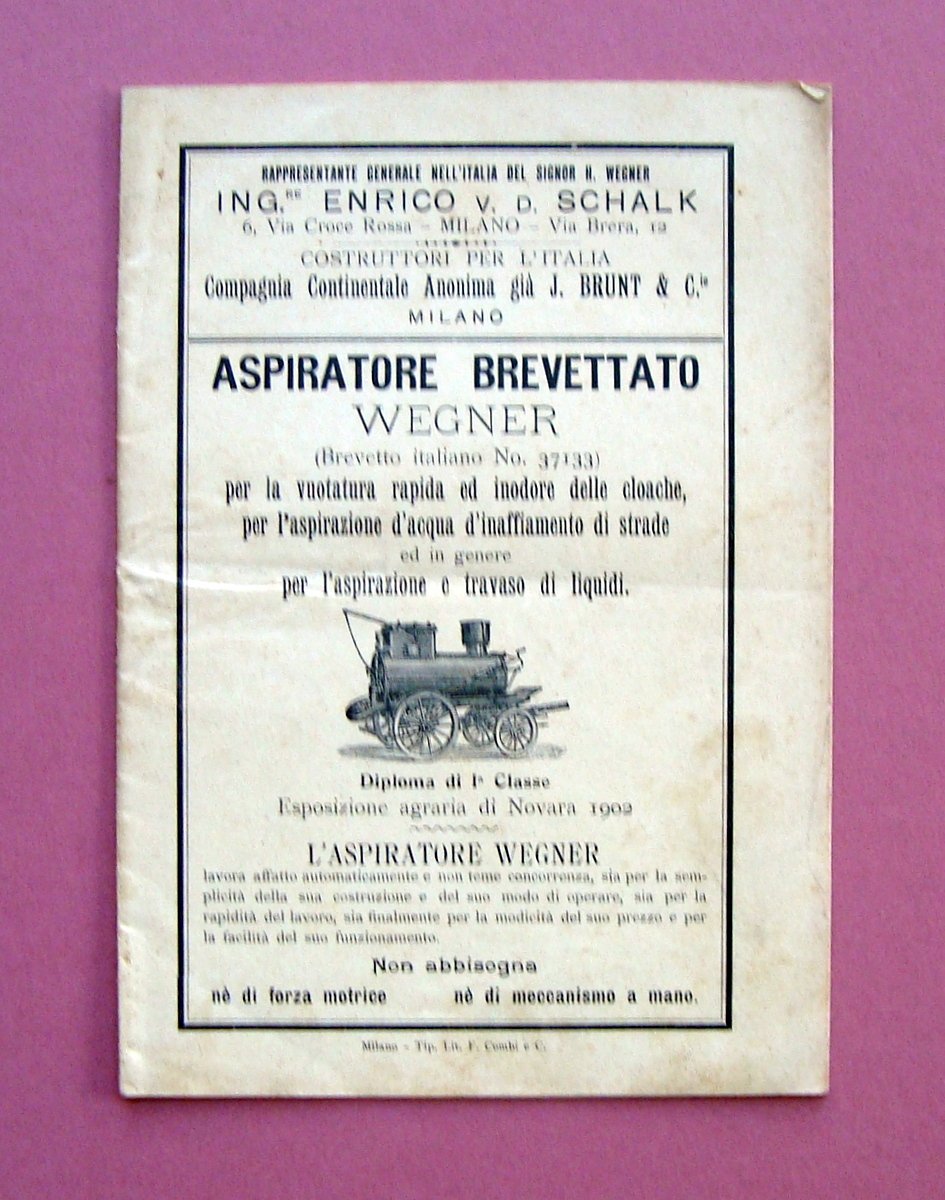 RAPPRESENTANTE GENERALE NELL'ITALIA DEL SIGNOR H. WEGNER
ING.RE ENRICO V. D. SCHALK
6, Via Croce Rossa - MILANO - Via Brera, 12
COSTRUTTORI PER L'ITALIA
Compagnia Continentale Anonima già J. BRUNT & C.ie
MILANO
ASPIRATORE BREVETTATO
WEGNER
(Brevetto italiano No. 37133)
per la vuotatura rapida ed inodore delle cloache,
per l'aspirazione d'acqua d'inaffiamento di strade
ed in genere
per l'aspirazione e travaso di liquidi.
Diploma di Iª Classe
Esposizione agraria di Novara 1902
L'ASPIRATORE WEGNER
lavora affatto automaticamente e non teme concorrenza, sia per la sem-
plicità della sua costruzione e del suo modo di operare, sia per la
rapidità del lavoro, sia finalmente per la modicità del suo prezzo e per
la facilità del suo funzionamento.
Non abbisogna
nè di forza motrice nè di meccanismo a mano.
Milano - Tip. Lit. F. Combi e C.